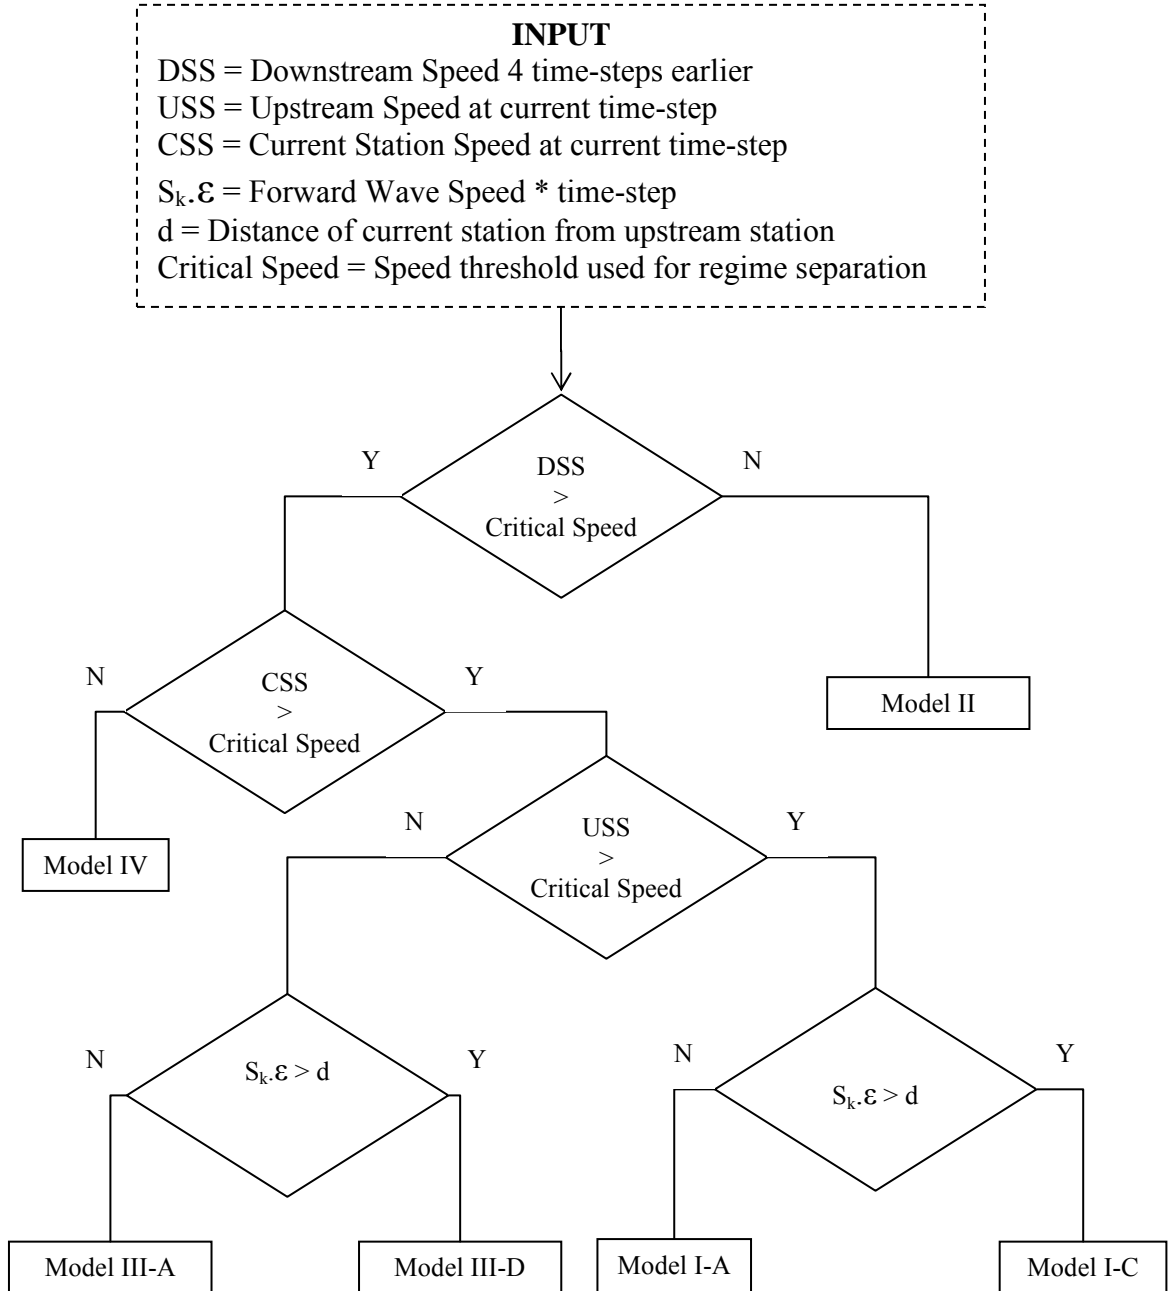 INPUT
DSS = Downstream Speed 4 time-steps earlier
USS = Upstream Speed at current time-step
CSS = Current Station Speed at current time-step
Sk.ε = Forward Wave Speed * time-step
d = Distance of current station from upstream station
Critical Speed = Speed threshold used for regime separation
Y
DSS
>
Critical Speed
N
N
CSS
>
Critical Speed
Y
Model II
N
USS
>
Critical Speed
Y
Model IV
N
Sk.ε > d
Y
N
Sk.ε > d
Y
Model III-A
Model III-D
Model I-A
Model I-C